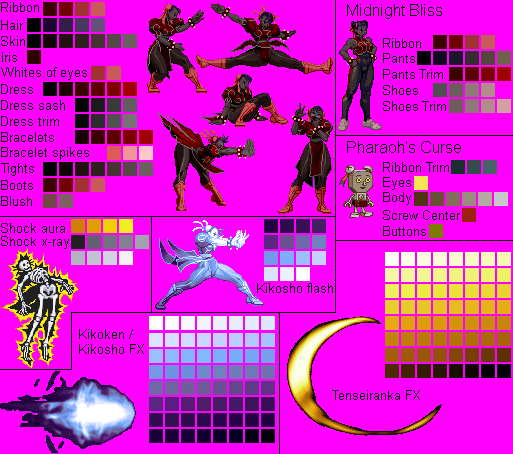 Ribbon
Hair
Skin
Iris
Whites of eyes
Dress
Dress sash
Dress trim
Bracelets
Bracelet spikes
Tights
Boots
Blush
Midnight Bliss
Ribbon
Pants
Pants Trim
Shoes
Shoes Trim
Pharaoh's Curse
Ribbon Trim
Eyes
Body
Screw Center
Buttons
Shock aura
Shock x-ray
Kikosho flash
Kikoken /
Kikosho FX
Tenseiranka FX